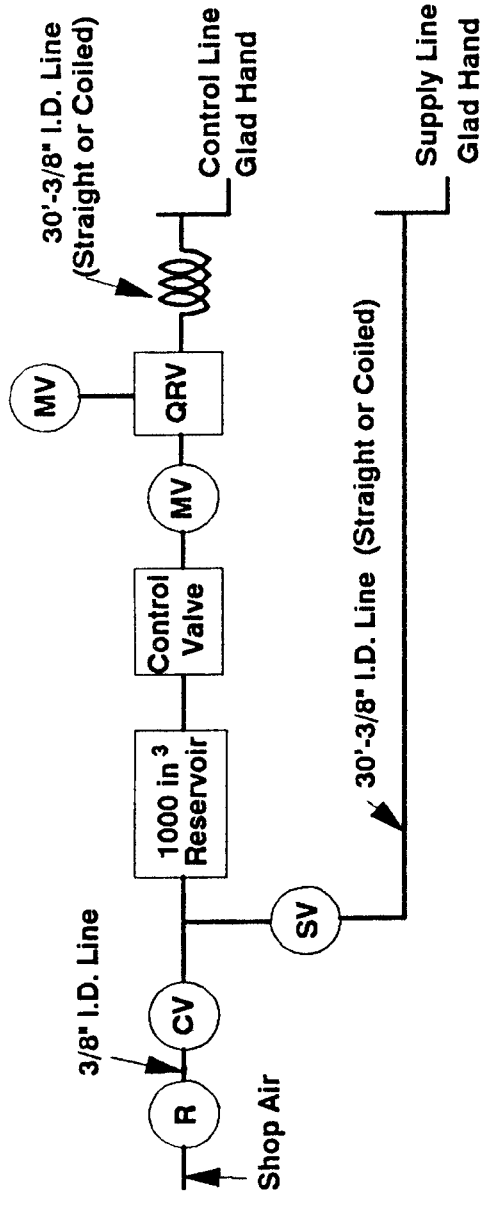 Shop Air
R
3/8" I.D. Line
CV
1000 in³
Reservoir
Control
Valve
MV
QRV
MV
30'-3/8" I.D. Line
(Straight or Coiled)
Control Line
Glad Hand
SV
30'-3/8" I.D. Line (Straight or Coiled)
Supply Line
Glad Hand